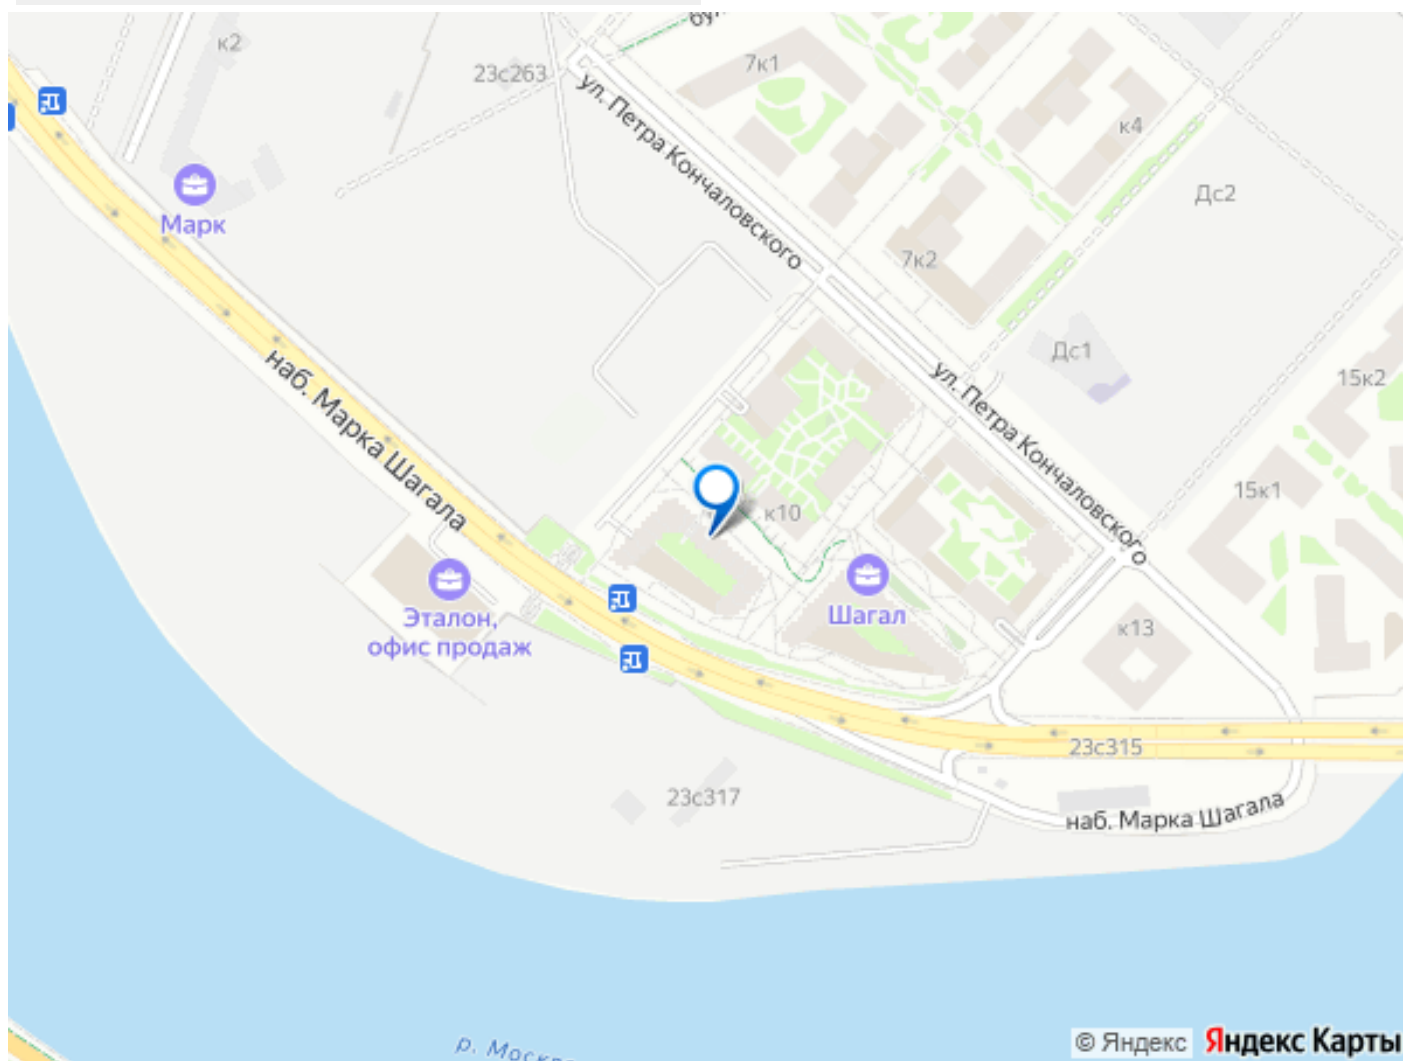 к2
23с263
7к1
ул. Петра Кончаловского
к4
Марк
Дс2
7к2
наб. Марка Шагала
Дс1
ул. Петра Кончаловского
15к2
15к1
к10
Эталон,
офис продаж
Шагал
к13
23с315
23с317
наб. Марка Шагала
© Яндекс Яндекс Карты